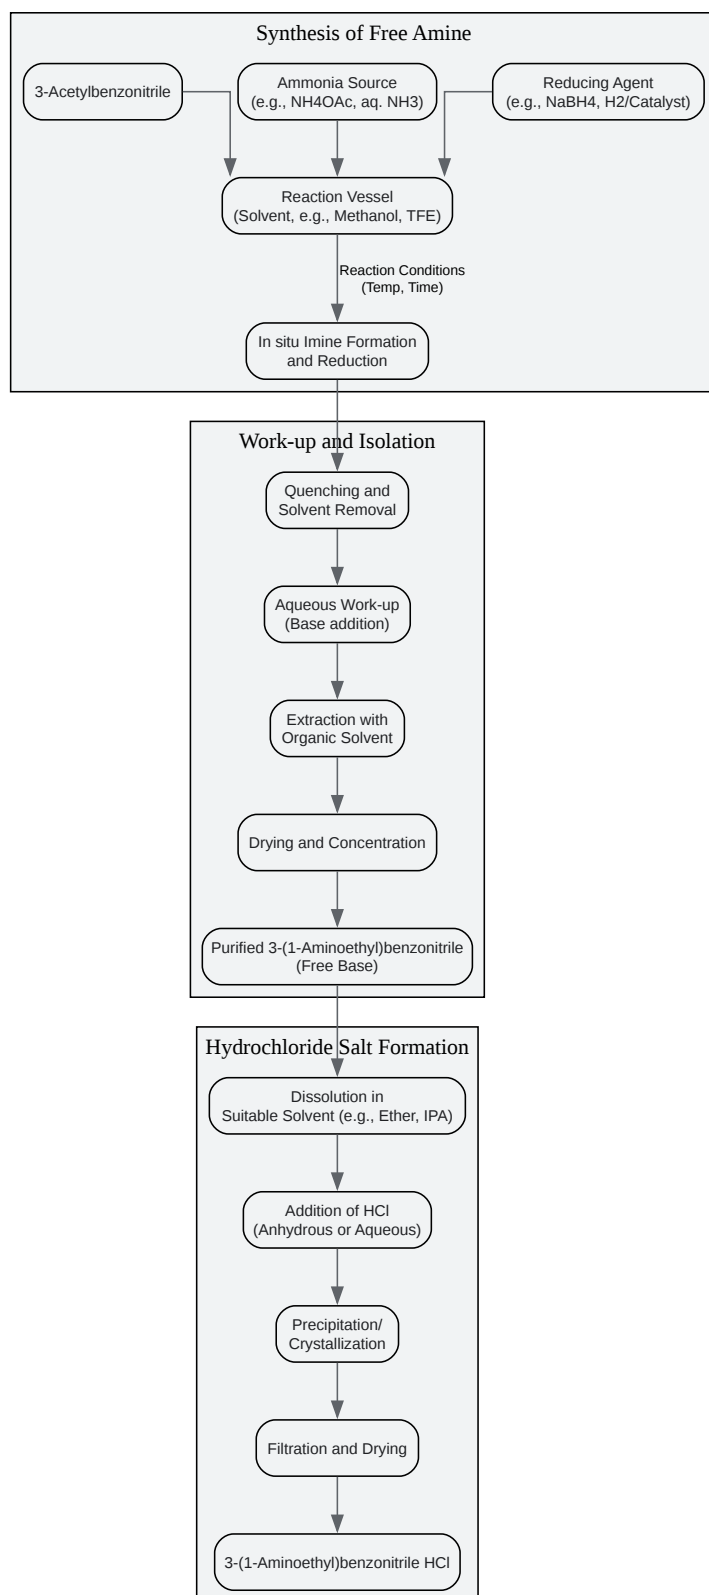 Synthesis of Free Amine
3-Acetylbenzonitrile
Ammonia Source
(e.g., NH4OAc, aq. NH3)
Reducing Agent
(e.g., NaBH4, H2/Catalyst)
Reaction Vessel
(Solvent, e.g., Methanol, TFE)
Reaction Conditions
(Temp, Time)
In situ Imine Formation
and Reduction
Work-up and Isolation
Quenching and
Solvent Removal
Aqueous Work-up
(Base addition)
Extraction with
Organic Solvent
Drying and Concentration
Purified 3-(1-Aminoethyl)benzonitrile
(Free Base)
Hydrochloride Salt Formation
Dissolution in
Suitable Solvent (e.g., Ether, IPA)
Addition of HCl
(Anhydrous or Aqueous)
Precipitation/
Crystallization
Filtration and Drying
3-(1-Aminoethyl)benzonitrile HCl